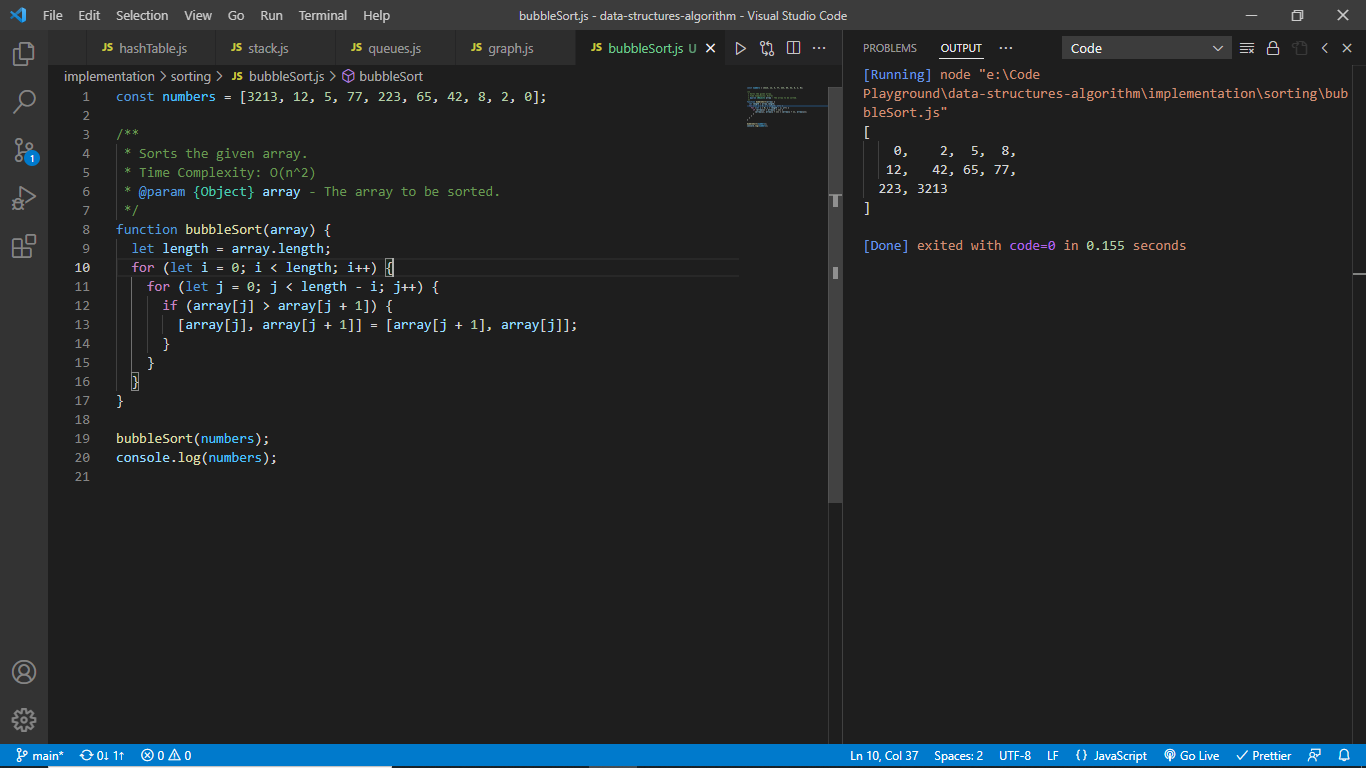 File Edit Selection View Go Run Terminal Help bubbleSort.js - data-structures-algorithm - Visual Studio Code
JS hashTable.js JS stack.js JS queues.js JS graph.js JS bubbleSort.js U
implementation > sorting > JS bubbleSort.js > bubbleSort
1 const numbers = [3213, 12, 5, 77, 223, 65, 42, 8, 2, 0];
2
3 /**
4 * Sorts the given array.
5 * Time Complexity: O(n^2)
6 * @param {Object} array - The array to be sorted.
7 */
8 function bubbleSort(array) {
9 let length = array.length;
10 for (let i = 0; i < length; i++) {
11 for (let j = 0; j < length - i; j++) {
12 if (array[j] > array[j + 1]) {
13 [array[j], array[j + 1]] = [array[j + 1], array[j]];
14 }
15 }
16 }
17 }
18
19 bubbleSort(numbers);
20 console.log(numbers);
21
PROBLEMS OUTPUT ··· Code
[Running] node "e:\Code
Playground\data-structures-algorithm\implementation\sorting\bub
bleSort.js"
[
0, 2, 5, 8,
12, 42, 65, 77,
223, 3213
]
[Done] exited with code=0 in 0.155 seconds
1
main* 0↓ 1↑ 0 0 Ln 10, Col 37 Spaces: 2 UTF-8 LF {} JavaScript Go Live Prettier